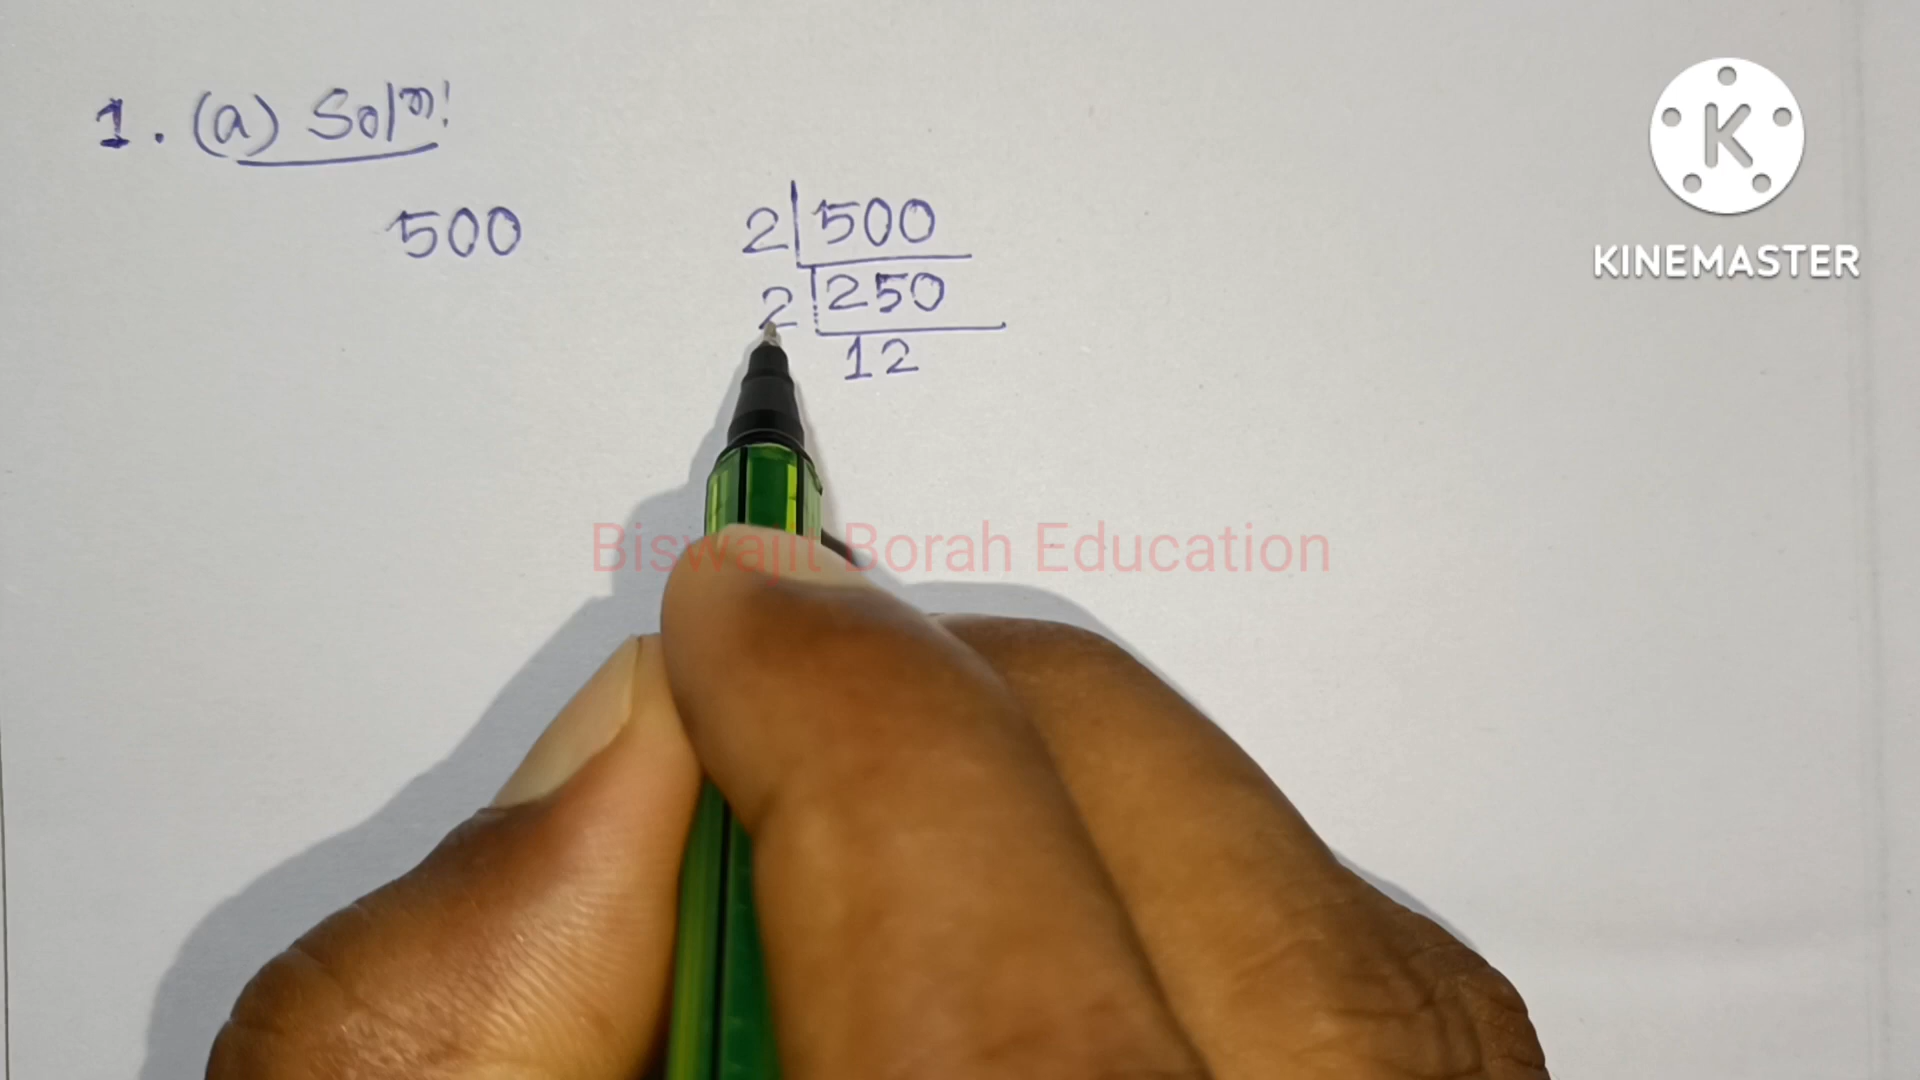 1. (a) Solⁿ:
500
2 | 500
2 | 250
12
K
KINEMASTER
Biswajit Borah Education